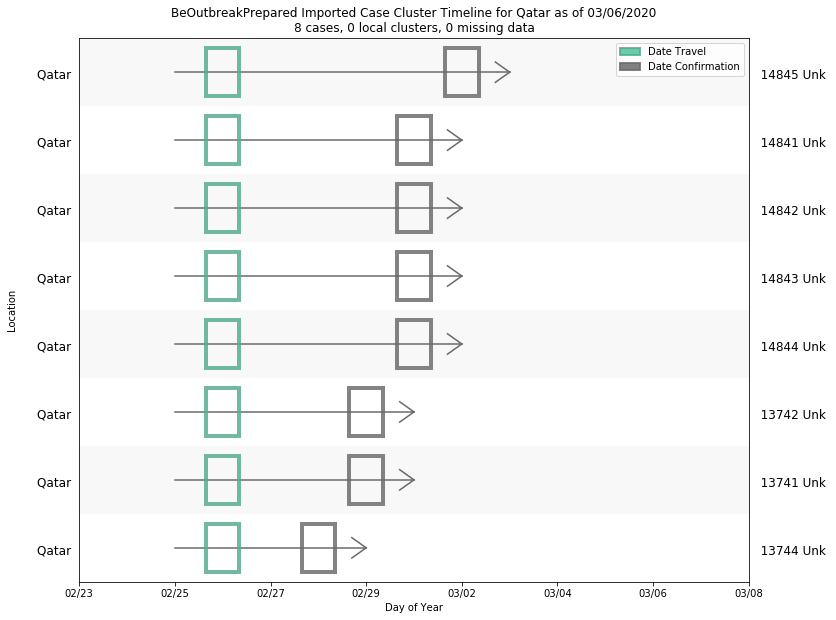 BeOutbreakPrepared Imported Case Cluster Timeline for Qatar as of 03/06/2020
8 cases, 0 local clusters, 0 missing data
Date Travel
Date Confirmation
Qatar
14845 Unk
Qatar
14841 Unk
Qatar
14842 Unk
Qatar
14843 Unk
Qatar
14844 Unk
Qatar
13742 Unk
Qatar
13741 Unk
Qatar
13744 Unk
Location
02/23 02/25 02/27 02/29 03/02 03/04 03/06 03/08
Day of Year